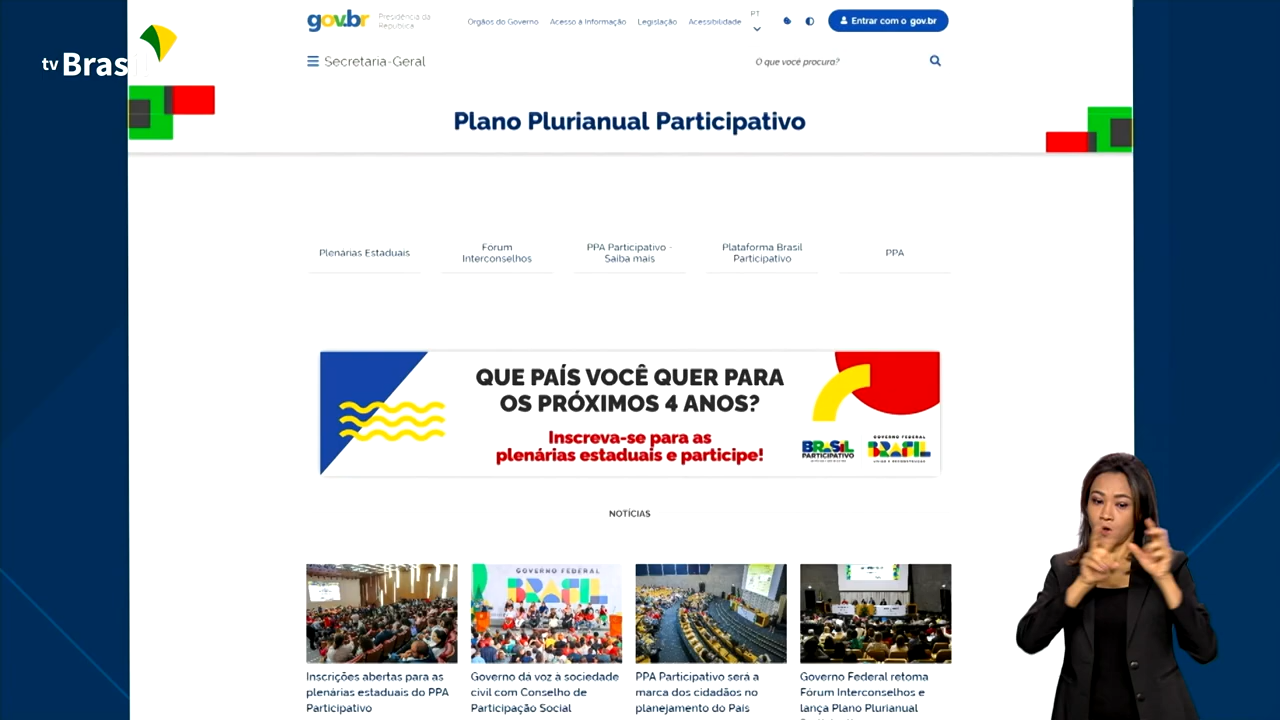 tv Brasil
gov.br
Presidência da
República
Órgãos do Governo
Acesso à Informação
Legislação
Acessibilidade
PT
Entrar com o gov.br
Secretaria-Geral
O que você procura?
Plano Plurianual Participativo
Plenárias Estaduais
Fórum
Interconselhos
PPA Participativo -
Saiba mais
Plataforma Brasil
Participativo
PPA
QUE PAÍS VOCÊ QUER PARA
OS PRÓXIMOS 4 ANOS?
Inscreva-se para as
plenárias estaduais e participe!
BRASIL
PARTICIPATIVO
GOVERNO FEDERAL
BRASIL
UNIÃO E RECONSTRUÇÃO
NOTÍCIAS
GOVERNO FEDERAL
BRASIL
Inscrições abertas para as
plenárias estaduais do PPA
Participativo
Governo dá voz à sociedade
civil com Conselho de
Participação Social
PPA Participativo será a
marca dos cidadãos no
planejamento do País
Governo Federal retoma
Fórum Interconselhos e
lança Plano Plurianual